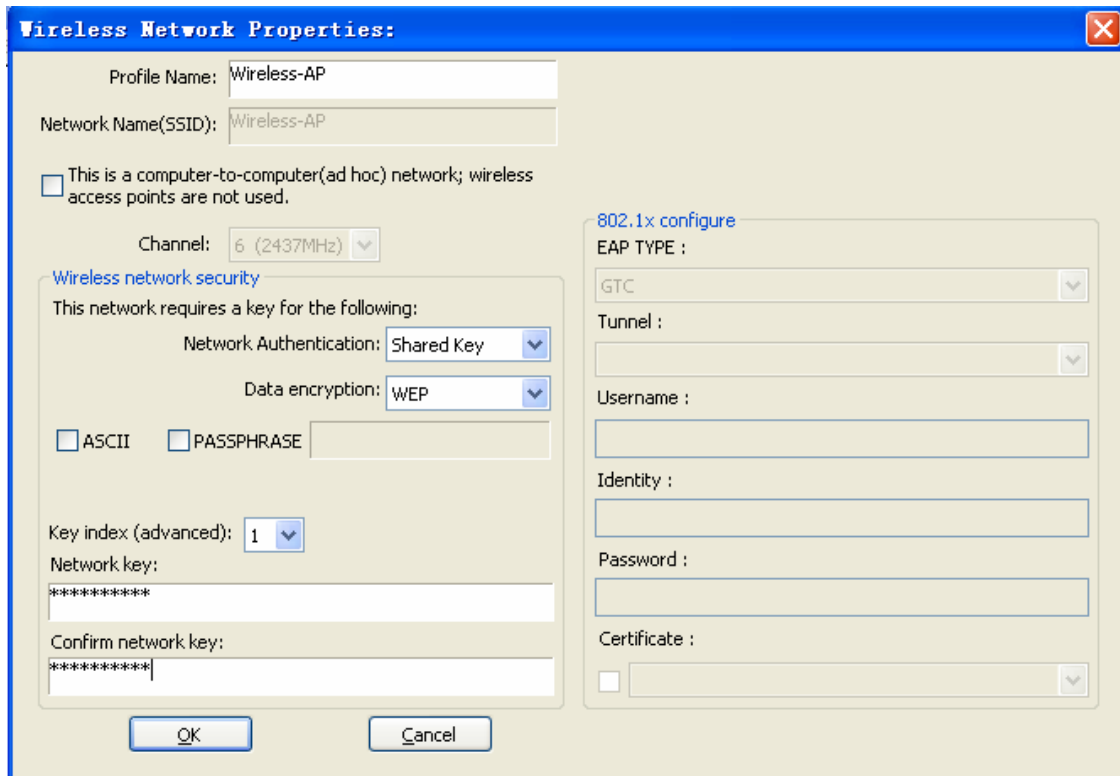 Wireless Network Properties:
Profile Name: Wireless-AP
Network Name(SSID): Wireless-AP
This is a computer-to-computer(ad hoc) network; wireless
access points are not used.
Channel: 6 (2437MHz)
Wireless network security
This network requires a key for the following:
Network Authentication: Shared Key
Data encryption: WEP
ASCII PASSPHRASE
Key index (advanced): 1
Network key:
**********
Confirm network key:
**********
OK Cancel
802.1x configure
EAP TYPE :
GTC
Tunnel :
Username :
Identity :
Password :
Certificate :